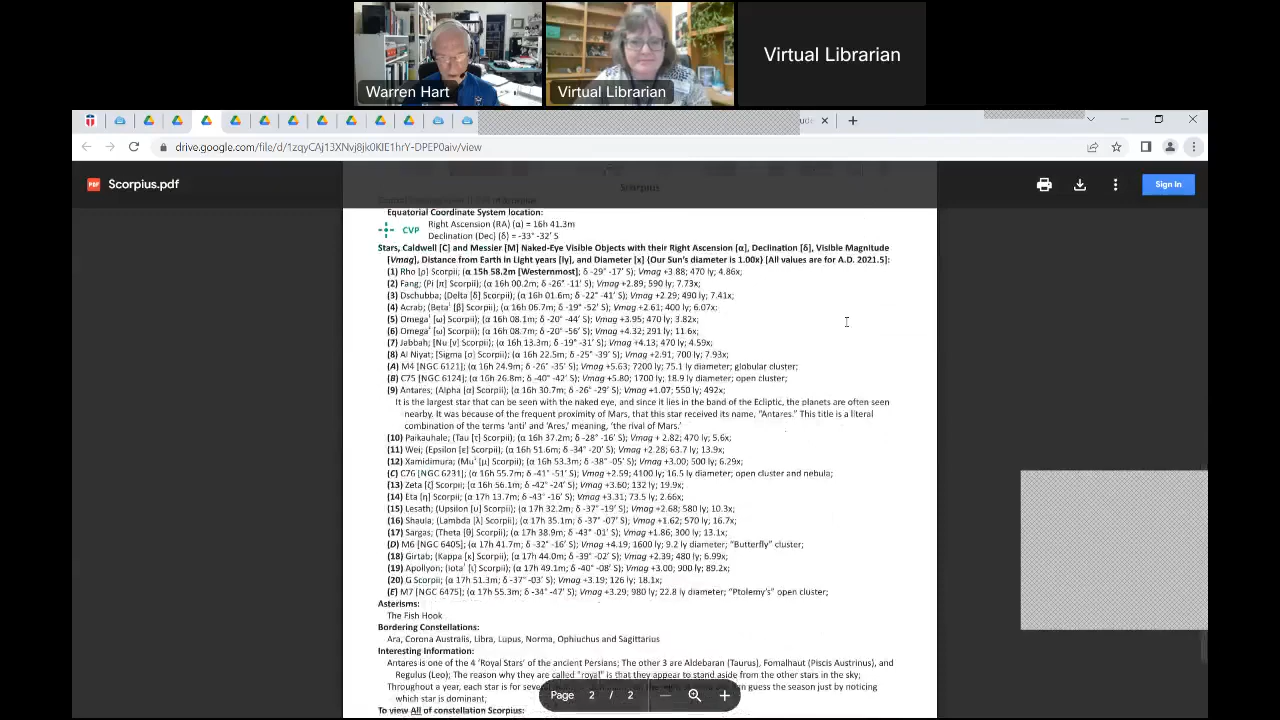 Virtual Librarian
Warren Hart
Virtual Librarian
drive.google.com/file/d/1zqyCAj13XNvj8jk0KIE1hrY-DPEP0aiv/view
PDF Scorpius.pdf
Sign in
Scorpius
Equatorial Coordinate System location:
CVP
Right Ascension (RA) (α) = 16h 41.3m
Declination (Dec) (δ) = -33° -32' S
Stars, Caldwell [C] and Messier [M] Naked-Eye Visible Objects with their Right Ascension [α], Declination [δ], Visible Magnitude
[Vmag], Distance from Earth in Light years [ly], and Diameter [x] (Our Sun's diameter is 1.00x) [All values are for A.D. 2021.5]:
(1) Rho [ρ] Scorpii; (α 15h 58.2m [Westernmost]; δ -29° -17' S); Vmag +3.88; 470 ly; 4.86x;
(2) Fang; (Pi [π] Scorpii); (α 16h 00.2m; δ -26° -11' S); Vmag +2.89; 590 ly; 7.73x;
(3) Dschubba; (Delta [δ] Scorpii); (α 16h 01.6m; δ -22° -41' S); Vmag +2.29; 490 ly; 7.41x;
(4) Acrab; (Beta¹ [β] Scorpii); (α 16h 06.7m; δ -19° -52' S); Vmag +2.61; 400 ly; 6.07x;
(5) Omega¹ [ω] Scorpii; (α 16h 08.1m; δ -20° -44' S); Vmag +3.95; 470 ly; 3.82x;
(6) Omega² [ω] Scorpii; (α 16h 08.7m; δ -20° -56' S); Vmag +4.32; 291 ly; 11.6x;
(7) Jabbah; [Nu [ν] Scorpii); (α 16h 13.3m; δ -19° -31' S); Vmag +4.13; 470 ly; 4.59x;
(8) Al Niyat; [Sigma [σ] Scorpii); (α 16h 22.5m; δ -25° -39' S); Vmag +2.91; 700 ly; 7.93x;
(A) M4 [NGC 6121]; (α 16h 24.9m; δ -26° -35' S); Vmag +5.63; 7200 ly; 75.1 ly diameter; globular cluster;
(B) C75 [NGC 6124]; (α 16h 26.8m; δ -40° -42' S); Vmag +5.80; 1700 ly; 18.9 ly diameter; open cluster;
(9) Antares; (Alpha [α] Scorpii); (α 16h 30.7m; δ -26° -29' S); Vmag +1.07; 550 ly; 492x;
It is the largest star that can be seen with the naked eye, and since it lies in the band of the Ecliptic, the planets are often seen
nearby. It was because of the frequent proximity of Mars, that this star received its name, "Antares." This title is a literal
combination of the terms 'anti' and 'Ares,' meaning, 'the rival of Mars.'
(10) Paikauhale; (Tau [τ] Scorpii); (α 16h 37.2m; δ -28° -16' S); Vmag + 2.82; 470 ly; 5.6x;
(11) Wei; (Epsilon [ε] Scorpii); (α 16h 51.6m; δ -34° -20' S); Vmag +2.28; 63.7 ly; 13.9x;
(12) Xamidimura; (Mu¹ [μ] Scorpii); (α 16h 53.3m; δ -38° -05' S); Vmag +3.00; 500 ly; 6.29x;
(C) C76 [NGC 6231]; (α 16h 55.7m; δ -41° -51' S); Vmag +2.59; 4100 ly; 16.5 ly diameter; open cluster and nebula;
(13) Zeta [ζ] Scorpii; (α 16h 56.1m; δ -42° -24' S); Vmag +3.60; 132 ly; 19.9x;
(14) Eta [η] Scorpii; (α 17h 13.7m; δ -43° -16' S); Vmag +3.31; 73.5 ly; 2.66x;
(15) Lesath; (Upsilon [υ] Scorpii); (α 17h 32.2m; δ -37° -19' S); Vmag +2.68; 580 ly; 10.3x;
(16) Shaula; (Lambda [λ] Scorpii); (α 17h 35.1m; δ -37° -07' S); Vmag +1.62; 570 ly; 16.7x;
(17) Sargas; (Theta [θ] Scorpii); (α 17h 38.9m; δ -43° -01' S); Vmag +1.86; 300 ly; 13.1x;
(D) M6 [NGC 6405]; (α 17h 41.7m; δ -32° -16' S); Vmag +4.19; 1600 ly; 9.2 ly diameter; "Butterfly" cluster;
(18) Girtab; (Kappa [κ] Scorpii); (α 17h 44.0m; δ -39° -02' S); Vmag +2.39; 480 ly; 6.99x;
(19) Apollyon; (Iota¹ [ι] Scorpii); (α 17h 49.1m; δ -40° -08' S); Vmag +3.00; 900 ly; 89.2x;
(20) G Scorpii; (α 17h 51.3m; δ -37° -03' S); Vmag +3.19; 126 ly; 18.1x;
(E) M7 [NGC 6475]; (α 17h 55.3m; δ -34° -47' S); Vmag +3.29; 980 ly; 22.8 ly diameter; "Ptolemy's" open cluster;
Asterisms:
The Fish Hook
Bordering Constellations:
Ara, Corona Australis, Libra, Lupus, Norma, Ophiuchus and Sagittarius
Interesting Information:
Antares is one of the 4 'Royal Stars' of the ancient Persians; The other 3 are Aldebaran (Taurus), Fomalhaut (Piscis Austrinus), and
Regulus (Leo); The reason why they are called "royal" is that they appear to stand aside from the other stars in the sky;
Throughout a year, each star is for several guess the season just by noticing
which star is dominant;
Page 2 / 2
To view All of constellation Scorpius: